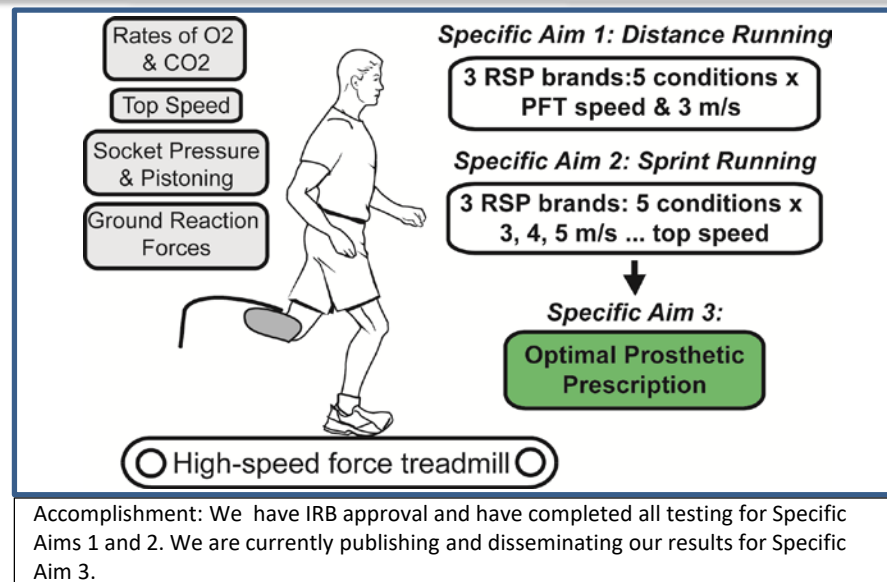 Rates of O2
& CO2
Top Speed
Socket Pressure
& Pistoning
Ground Reaction
Forces
Specific Aim 1: Distance Running
3 RSP brands:5 conditions x
PFT speed & 3 m/s
Specific Aim 2: Sprint Running
3 RSP brands: 5 conditions x
3, 4, 5 m/s ... top speed
Specific Aim 3:
Optimal Prosthetic
Prescription
High-speed force treadmill
Accomplishment: We have IRB approval and have completed all testing for Specific
Aims 1 and 2. We are currently publishing and disseminating our results for Specific
Aim 3.